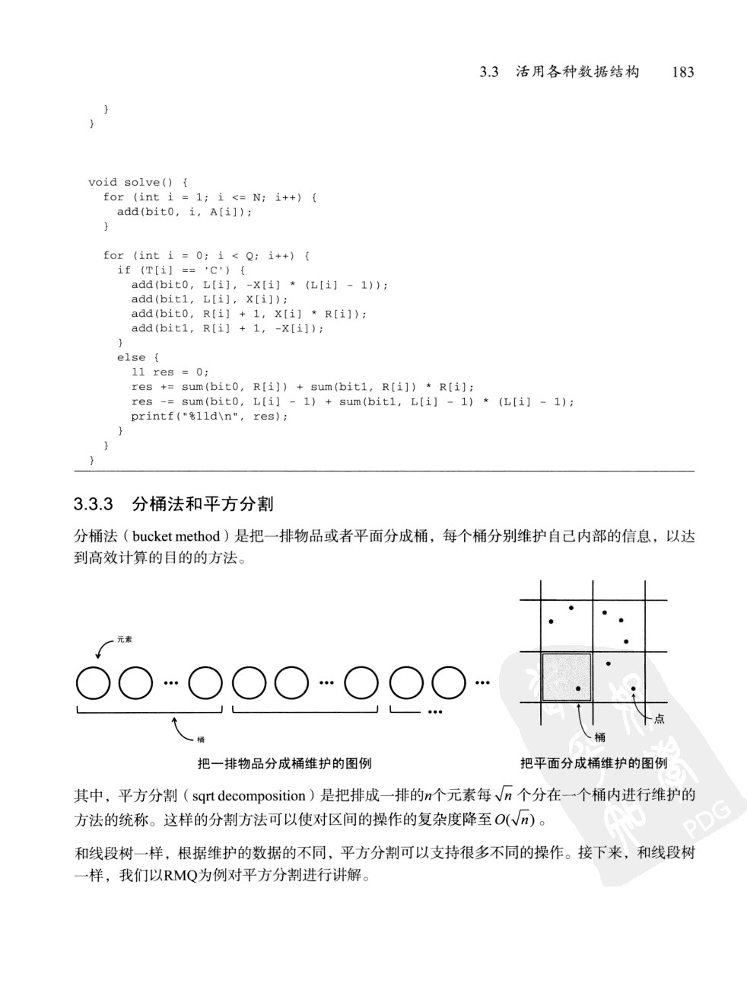 3.3 活用各种数据结构 183
}
}
void solve() {
for (int i = 1; i <= N; i++) {
add(bit0, i, A[i]);
}
for (int i = 0; i < Q; i++) {
if (T[i] == 'C') {
add(bit0, L[i], -X[i] * (L[i] - 1));
add(bit1, L[i], X[i]);
add(bit0, R[i] + 1, X[i] * R[i]);
add(bit1, R[i] + 1, -X[i]);
}
else {
ll res = 0;
res += sum(bit0, R[i]) + sum(bit1, R[i]) * R[i];
res -= sum(bit0, L[i] - 1) + sum(bit1, L[i] - 1) * (L[i] - 1);
printf("%lld\n", res);
}
}
}
3.3.3 分桶法和平方分割
分桶法（bucket method）是把一排物品或者平面分成桶，每个桶分别维护自己内部的信息，以达
到高效计算的目的的方法。
元素
… … … …
桶
把一排物品分成桶维护的图例
点
桶
把平面分成桶维护的图例
其中，平方分割（sqrt decomposition）是把排成一排的n个元素每√n 个分在一个桶内进行维护的
方法的统称。这样的分割方法可以使对区间的操作的复杂度降至O(√n)。
和线段树一样，根据维护的数据的不同，平方分割可以支持很多不同的操作。接下来，和线段树
一样，我们以RMQ为例对平方分割进行讲解。
PDG